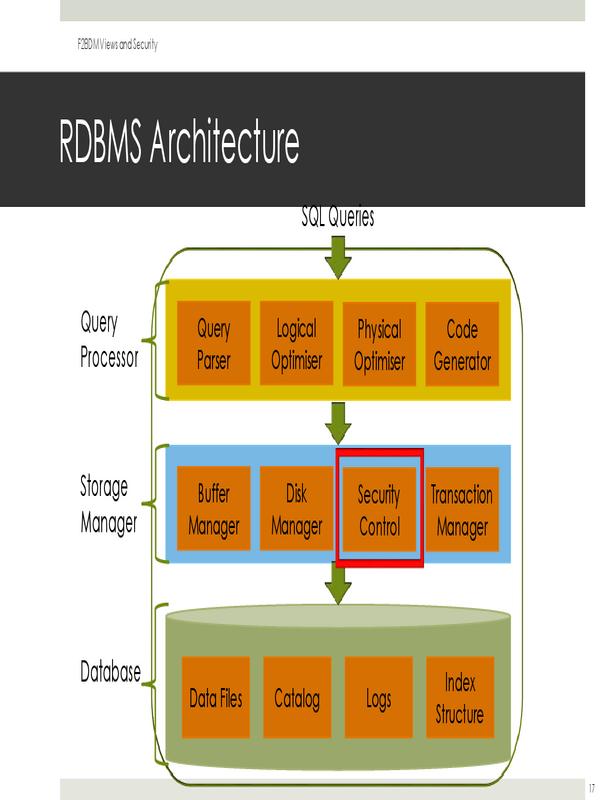 F2BDM Views and Security
RDBMS Architecture
SQL Queries
Query
Processor
Query
Parser
Logical
Optimiser
Physical
Optimiser
Code
Generator
Storage
Manager
Buffer
Manager
Disk
Manager
Security
Control
Transaction
Manager
Database
Data Files
Catalog
Logs
Index
Structure
17